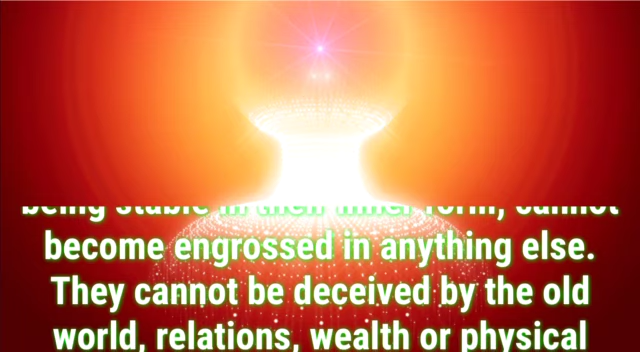 being stable in their inner form, cannot
become engrossed in anything else.
They cannot be deceived by the old
world, relations, wealth or physical